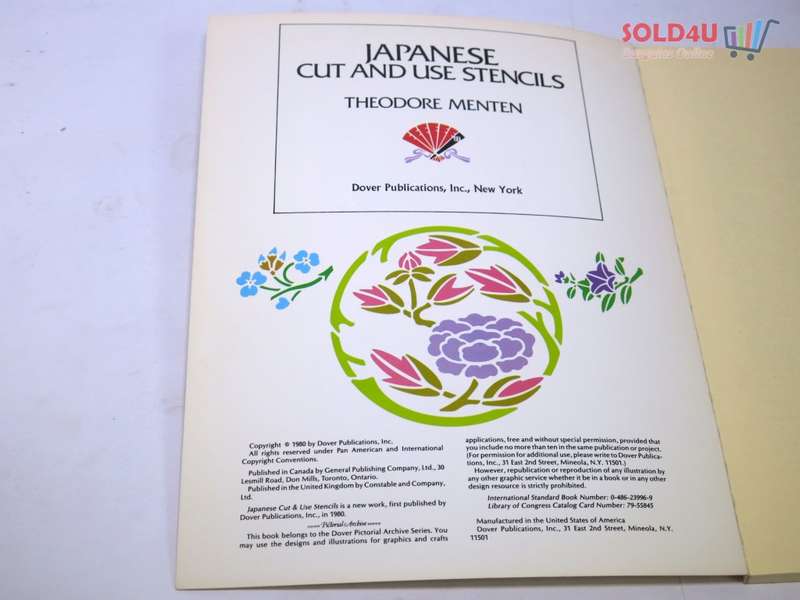 SOLD4U
Bargains Online
JAPANESE
CUT AND USE STENCILS
THEODORE MENTEN
Dover Publications, Inc., New York
Copyright © 1980 by Dover Publications, Inc.
All rights reserved under Pan American and International
Copyright Conventions.
Published in Canada by General Publishing Company, Ltd., 30
Lesmill Road, Don Mills, Toronto, Ontario.
Published in the United Kingdom by Constable and Company,
Ltd.
Japanese Cut & Use Stencils is a new work, first published by
Dover Publications, Inc., in 1980.
Pictorial Archive
This book belongs to the Dover Pictorial Archive Series. You
may use the designs and illustrations for graphics and crafts
applications, free and without special permission, provided that
you include no more than ten in the same publication or project.
(For permission for additional use, please write to Dover Publica-
tions, Inc., 31 East 2nd Street, Mineola, N.Y. 11501.)
However, republication or reproduction of any illustration by
any other graphic service whether it be in a book or in any other
design resource is strictly prohibited.
International Standard Book Number: 0-486-23996-9
Library of Congress Catalog Card Number: 79-55845
Manufactured in the United States of America
Dover Publications, Inc., 31 East 2nd Street, Mineola, N.Y.
11501